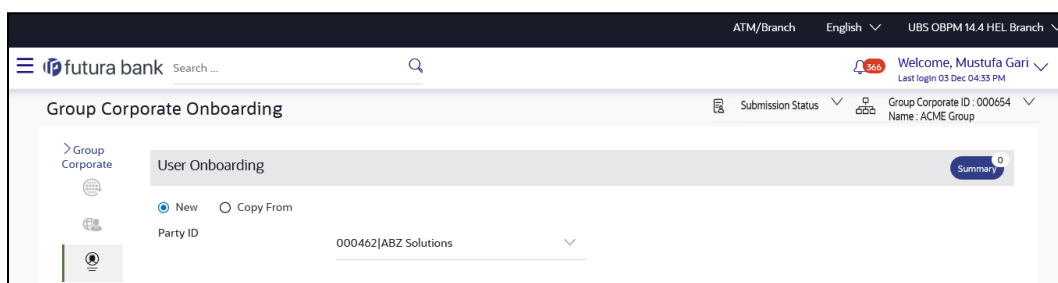 ATM/Branch English UBS OBPM 14.4 HEL Branch
futura bank Search ... 366 Welcome, Mustufa Gari
Last login 03 Dec 04:33 PM
Group Corporate Onboarding Submission Status Group Corporate ID : 000654
Name : ACME Group
>Group
Corporate
User Onboarding Summary 0
New Copy From
Party ID
000462|ABZ Solutions